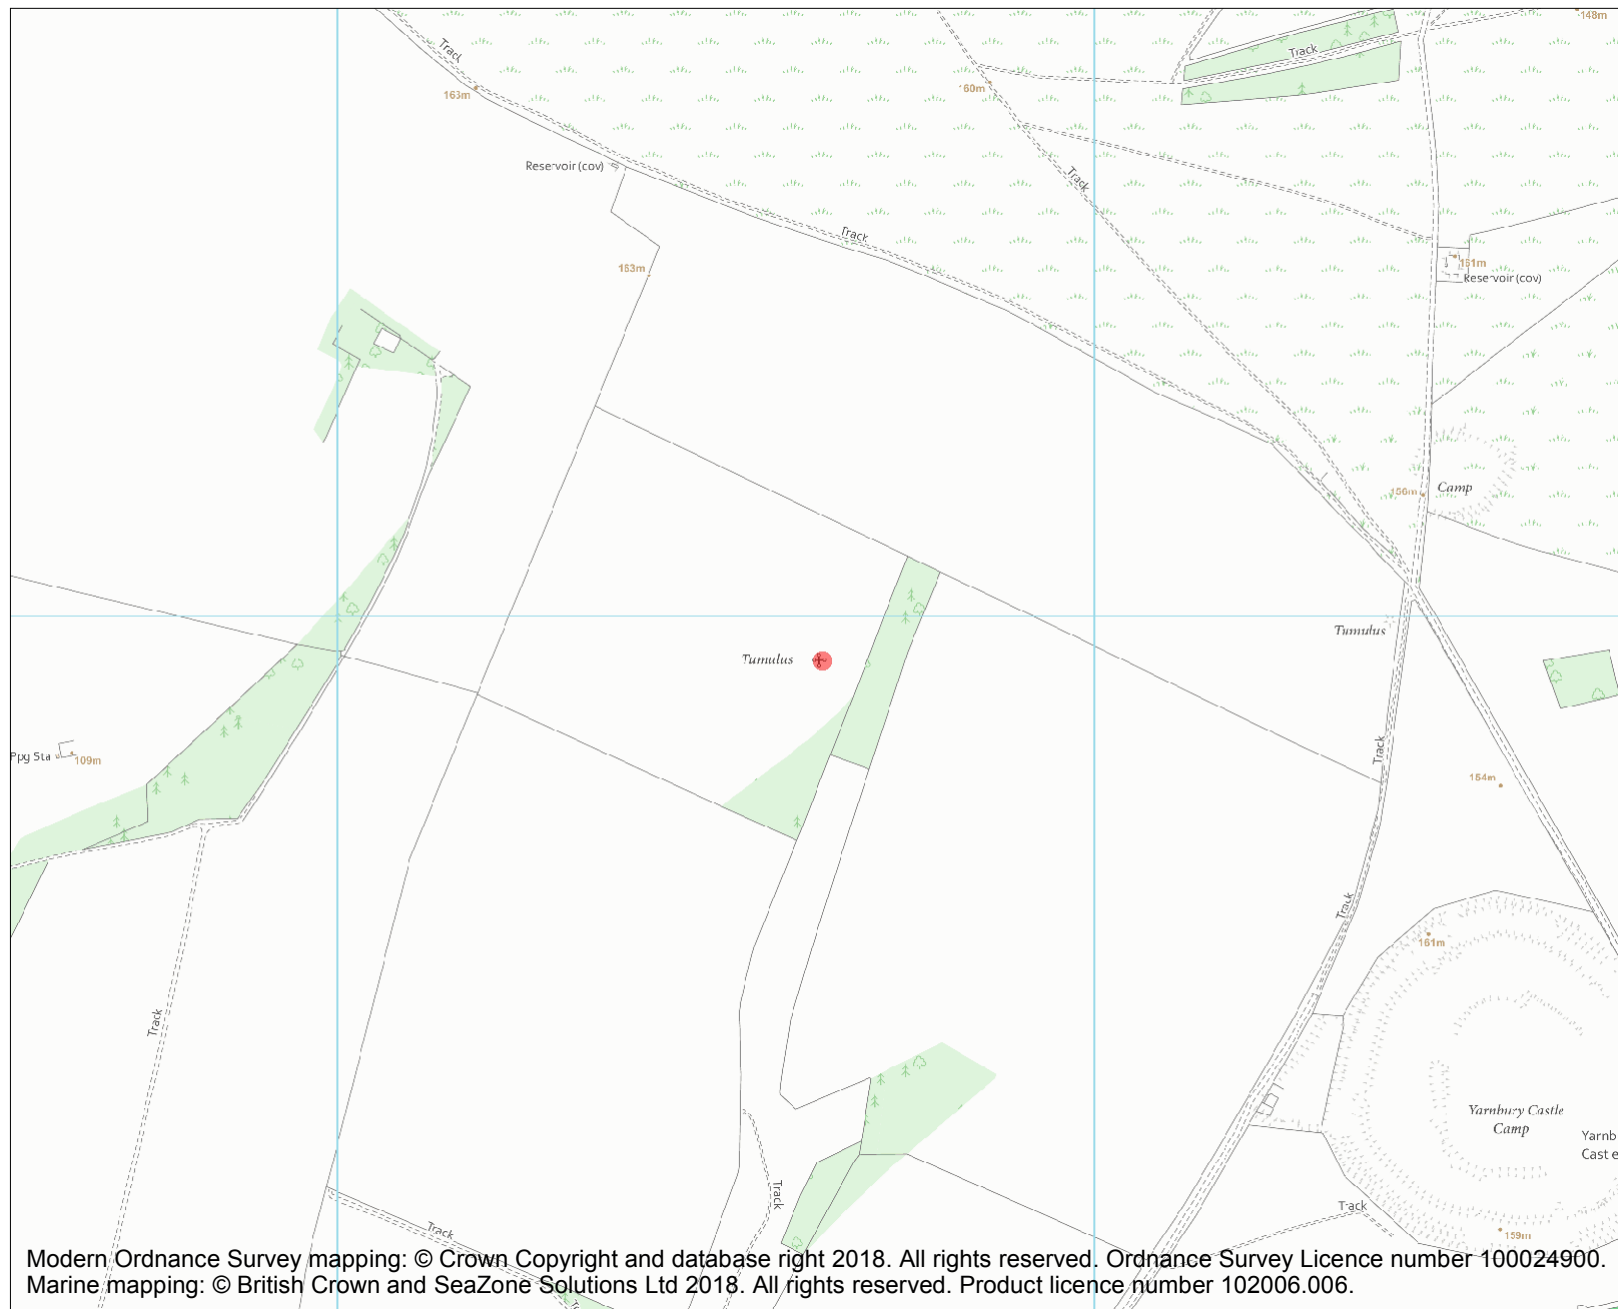 148m
Track
Track
163m
160m
Reservoir (cov)
Track
Track
163m
161m
Reservoir (cov)
156m
Camp
Tumulus
Tumulus
Track
Ppg Sta
109m
154m
Track
161m
Track
Yarnbury Castle
Camp
Yarnb
Track
Track
Track
159m
Modern Ordnance Survey mapping: © Crown Copyright and database right 2018. All rights reserved. Ordnance Survey Licence number 100024900.
Marine mapping: © British Crown and SeaZone Solutions Ltd 2018. All rights reserved. Product licence number 102006.006.